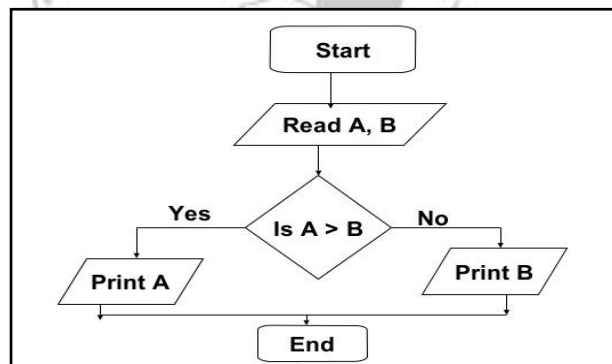 Start
Read A, B
Is A > B
Yes
No
Print A
Print B
End